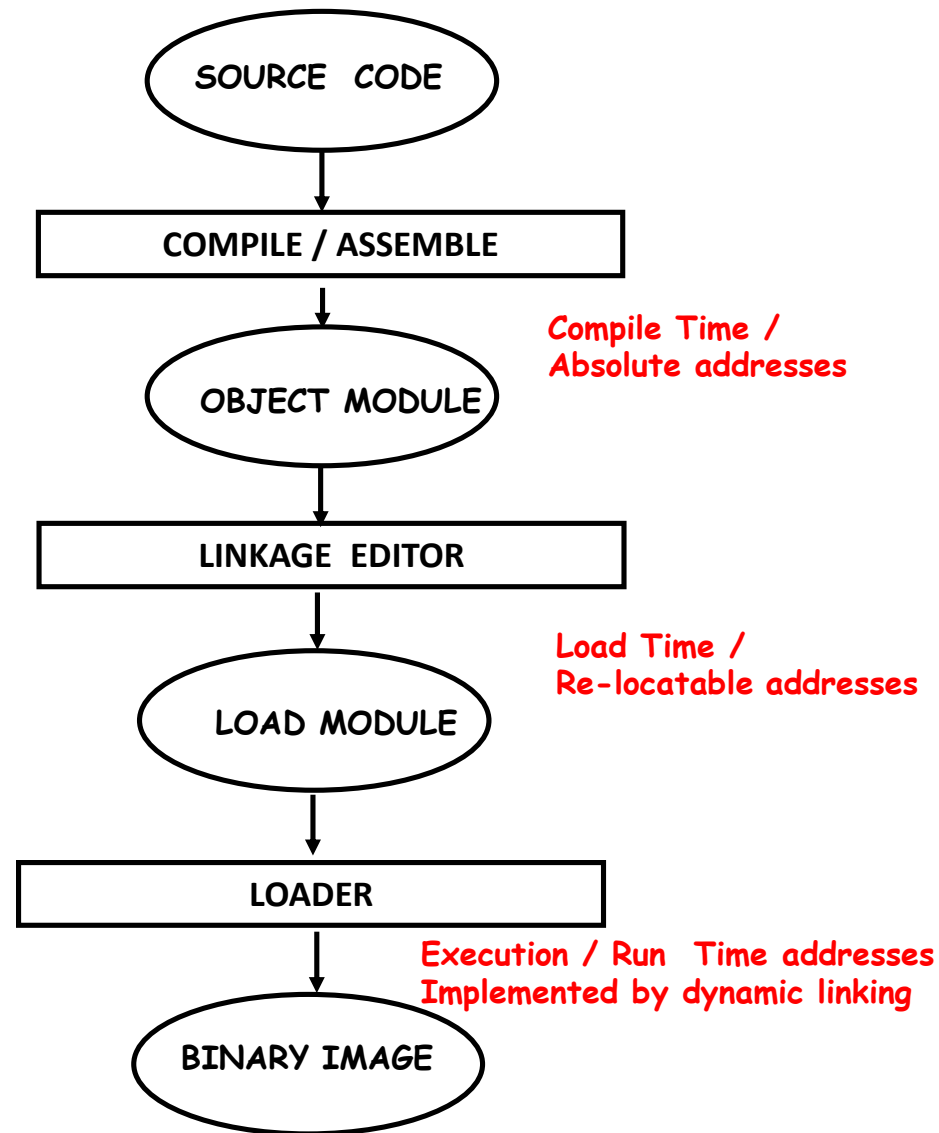 SOURCE CODE
COMPILE / ASSEMBLE
Compile Time /
Absolute addresses
OBJECT MODULE
LINKAGE EDITOR
Load Time /
Re-locatable addresses
LOAD MODULE
LOADER
Execution / Run Time addresses
Implemented by dynamic linking
BINARY IMAGE